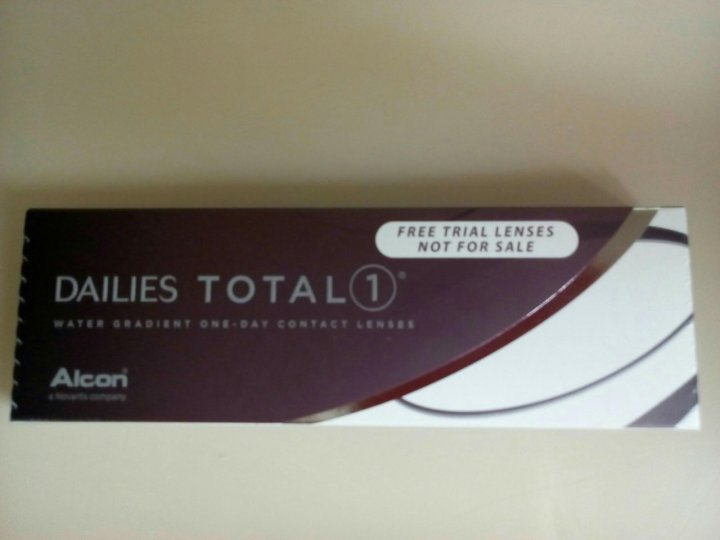 FREE TRIAL LENSES
NOT FOR SALE
DAILIES TOTAL 1®
WATER GRADIENT ONE-DAY CONTACT LENSES
Alcon®
a Novartis company